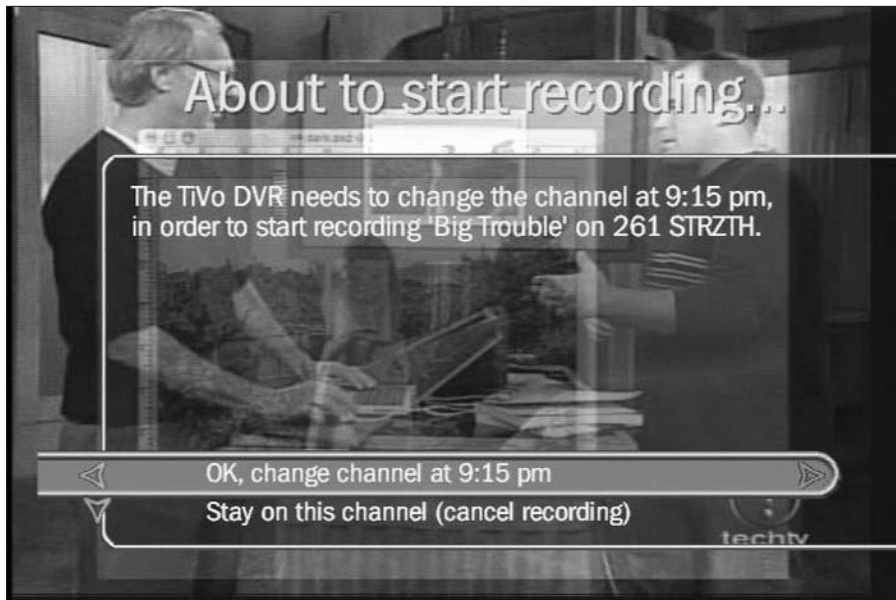 About to start recording...
The TiVo DVR needs to change the channel at 9:15 pm,
in order to start recording 'Big Trouble' on 261 STRZTH.
OK, change channel at 9:15 pm
Stay on this channel (cancel recording)
techtv